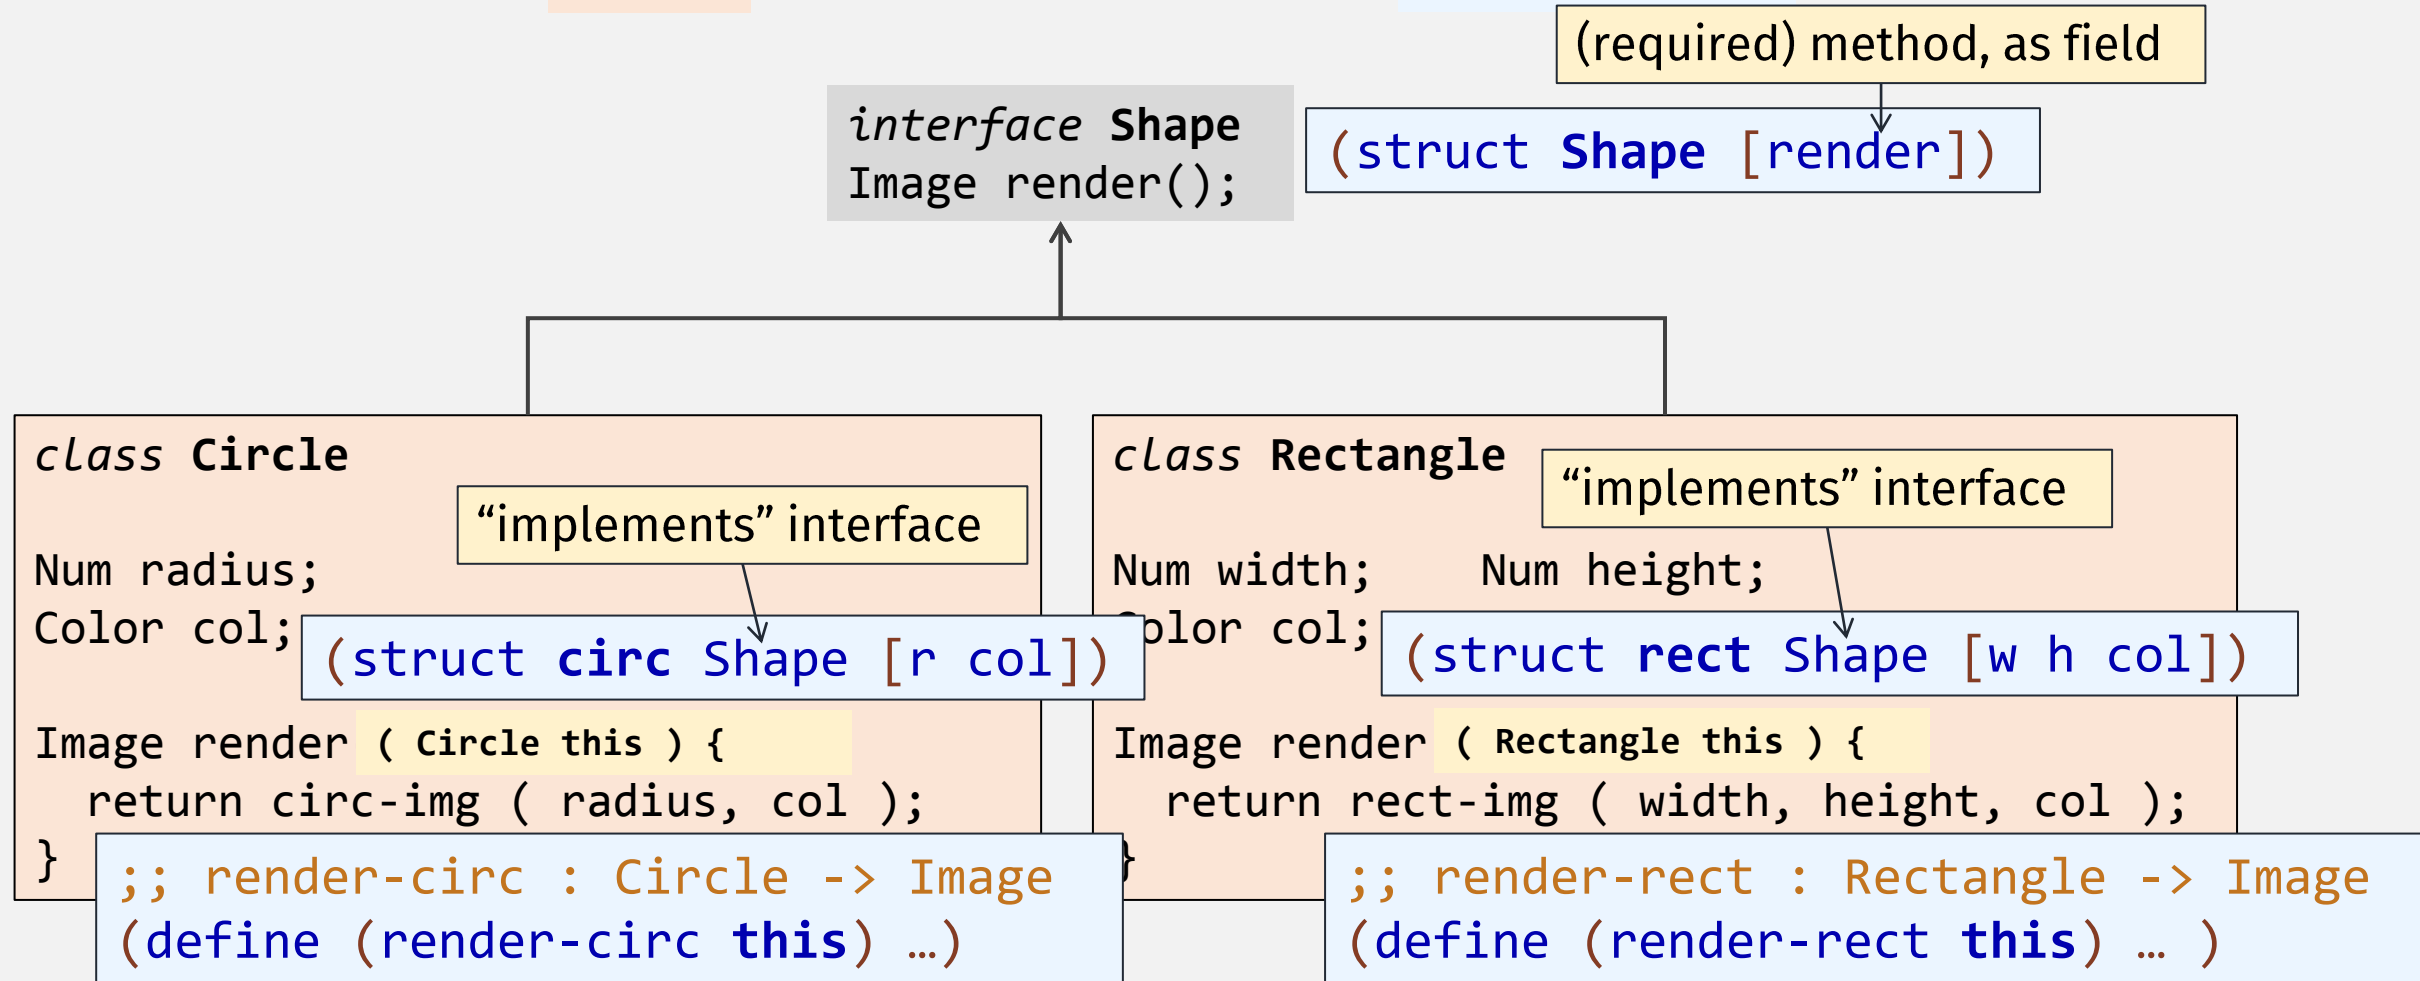 (required) method, as field
interface Shape
Image render();
(struct Shape [render])
class Circle
“implements” interface
Num radius;
Color col;
(struct circ Shape [r col])
Image render ( Circle this ) {
return circ-img ( radius, col );
}
;; render-circ : Circle -> Image
(define (render-circ this) …)
class Rectangle
“implements” interface
Num width; Num height;
olor col;
(struct rect Shape [w h col])
Image render ( Rectangle this ) {
return rect-img ( width, height, col );
}
;; render-rect : Rectangle -> Image
(define (render-rect this) … )